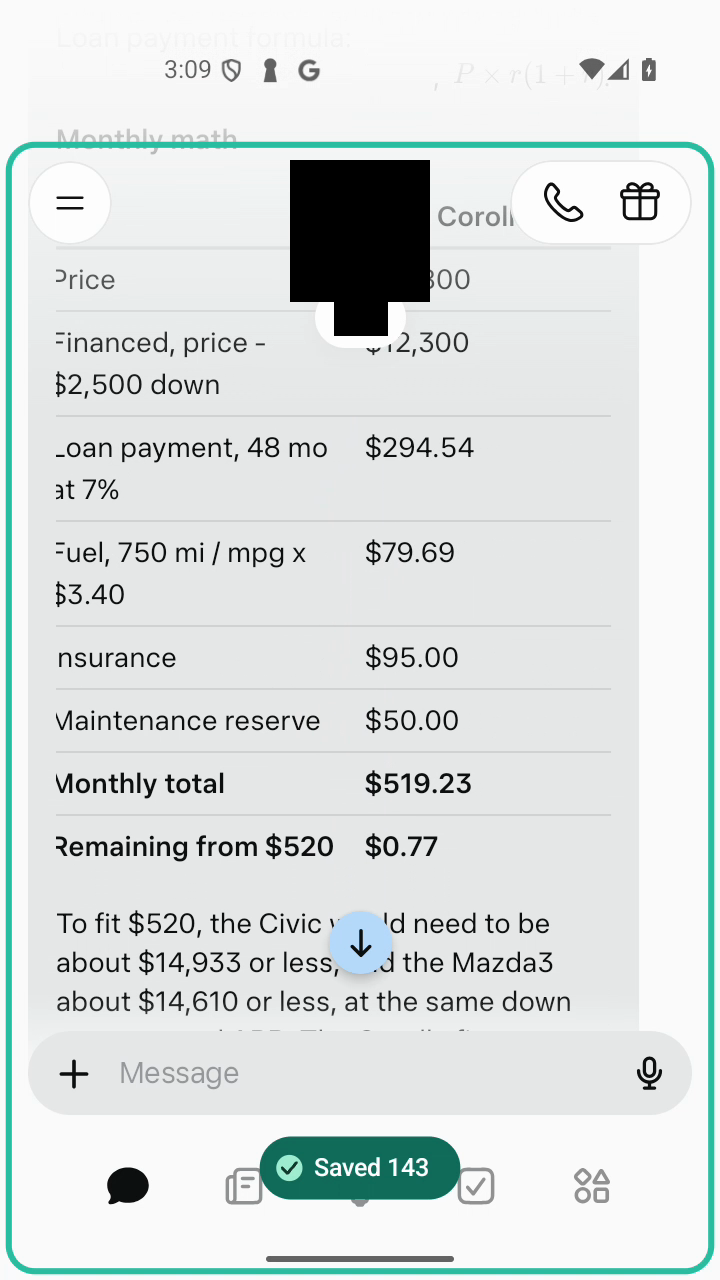 Loan payment formula:
3:09
, P × r(1 + r)
Monthly math
Price
Financed, price -
$12,300
$2,500 down
Loan payment, 48 mo
$294.54
at 7%
Fuel, 750 mi / mpg x
$79.69
$3.40
Insurance
$95.00
Maintenance reserve
$50.00
Monthly total
$519.23
Remaining from $520
$0.77
To fit $520, the Civic would need to be
about $14,933 or less, and the Mazda3
about $14,610 or less, at the same down
Message
Saved 143